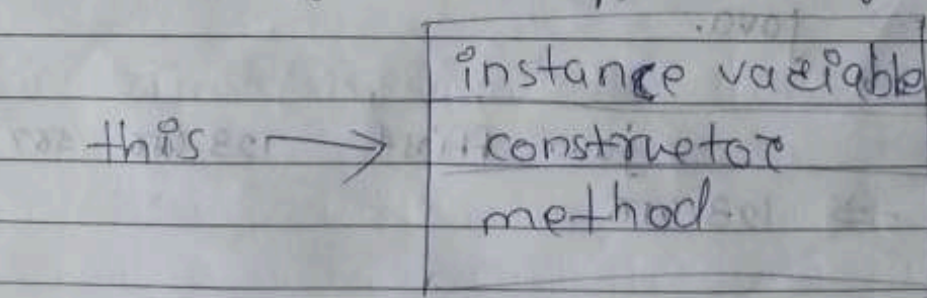 instance variable
this → constructor
method